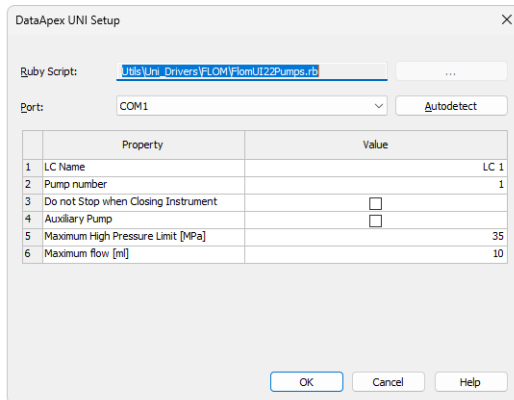 DataApex UNI Setup
Ruby Script: \Utils\Uni_Drivers\FLOM\FlomUI22Pumps.rb ...
Port: COM1 Autodetect
Property Value
1 LC Name LC 1
2 Pump number 1
3 Do not Stop when Closing Instrument
4 Auxiliary Pump
5 Maximum High Pressure Limit [MPa] 35
6 Maximum flow [ml] 10
OK Cancel Help